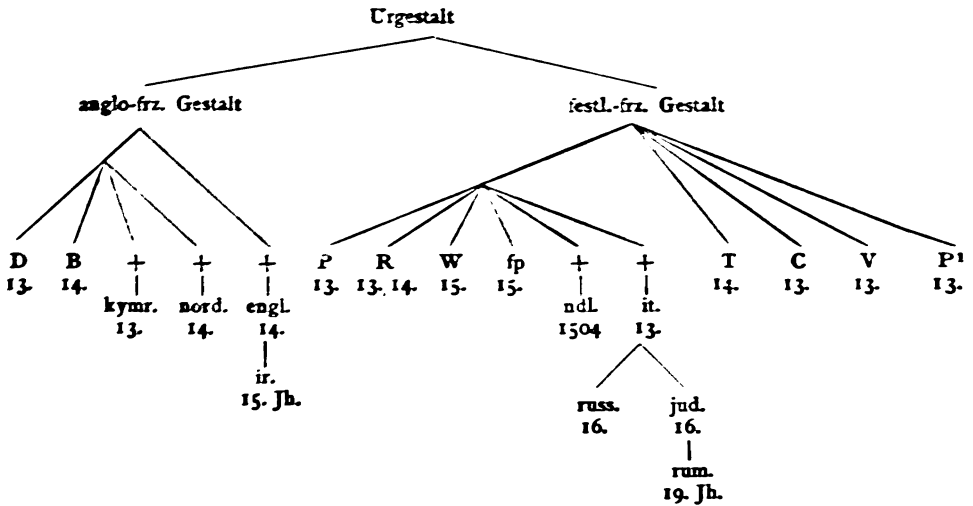 Urgestalt
anglo-frz. Gestalt festl.-frz. Gestalt
D B + + + P R W fp + + T C V P¹
13. 14. kymr. nord. engl. 13. 13. 14. 15. 15. ndl. it. 14. 13. 13. 13.
13. 14. 14. 1504 13.
ir.
15. Jh.
russ. jud.
16. 16.
rum.
19. Jh.